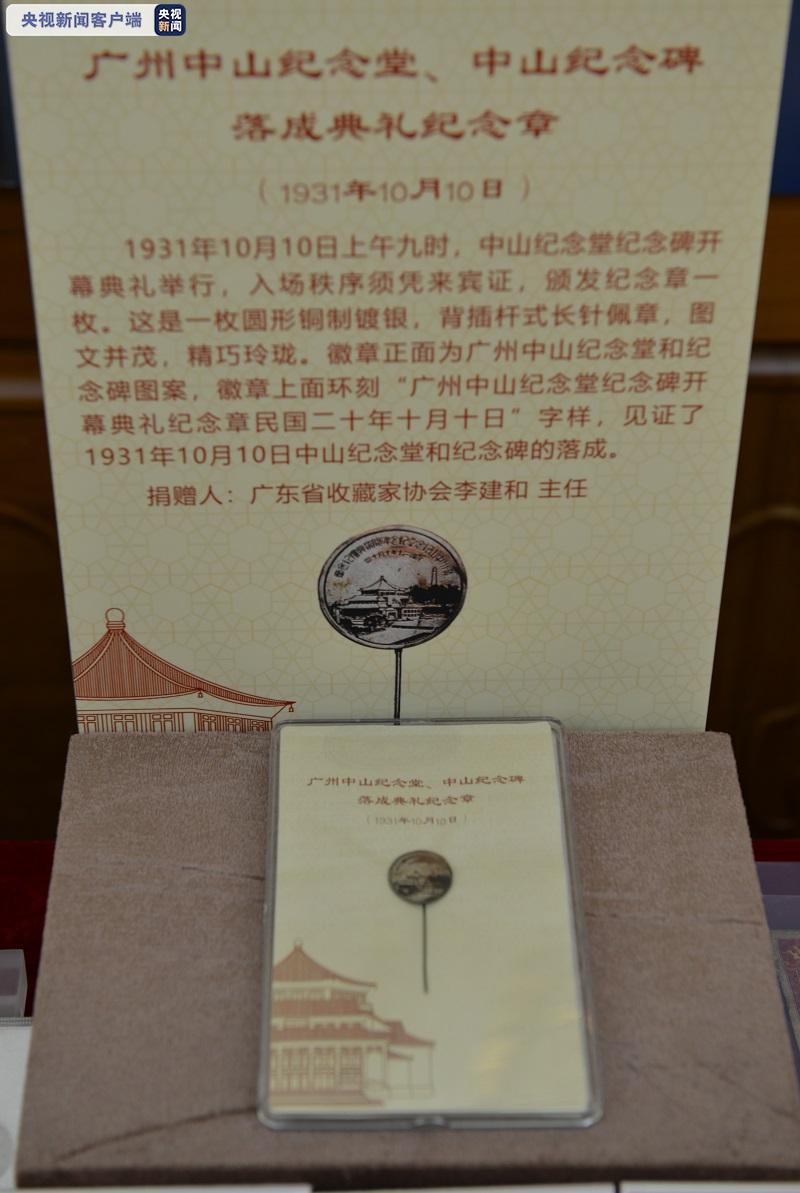 央视新闻客户端
央视
新闻
广州中山纪念堂、中山纪念碑
落成典礼纪念章
（1931年10月10日）
1931年10月10日上午九时，中山纪念堂纪念碑开
幕典礼举行，入场秩序须凭来宾证，颁发纪念章一
枚。这是一枚圆形铜制镀银，背插杆式长针佩章，图
文并茂，精巧玲珑。徽章正面为广州中山纪念堂和纪
念碑图案，徽章上面环刻“广州中山纪念堂纪念碑开
幕典礼纪念章民国二十年十月十日”字样，见证了
1931年10月10日中山纪念堂和纪念碑的落成。
捐赠人：广东省收藏家协会李建和 主任
广州中山纪念堂、中山纪念碑
落成典礼纪念章
（1931年10月10日）